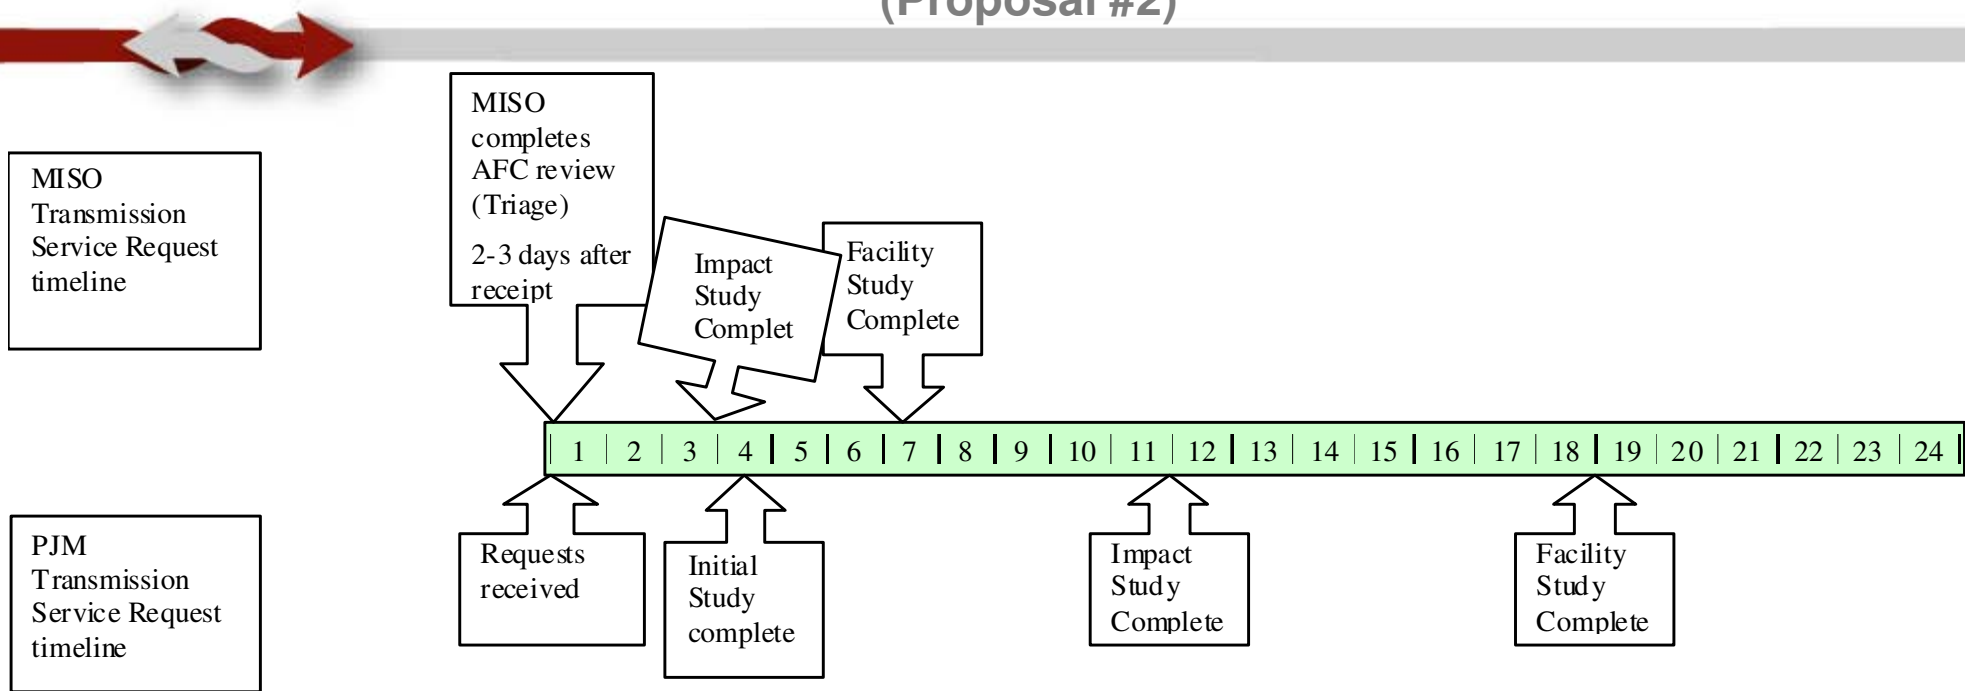 (Proposal #2)
MISO
completes
AFC review
(Triage)
2-3 days after
receipt
MISO
Transmission
Service Request
timeline
Impact
Study
Complet
Facility
Study
Complete
1 2 3 4 5 6 7 8 9 10 11 12 13 14 15 16 17 18 19 20 21 22 23 24
PJM
Transmission
Service Request
timeline
Requests
received
Initial
Study
complete
Impact
Study
Complete
Facility
Study
Complete